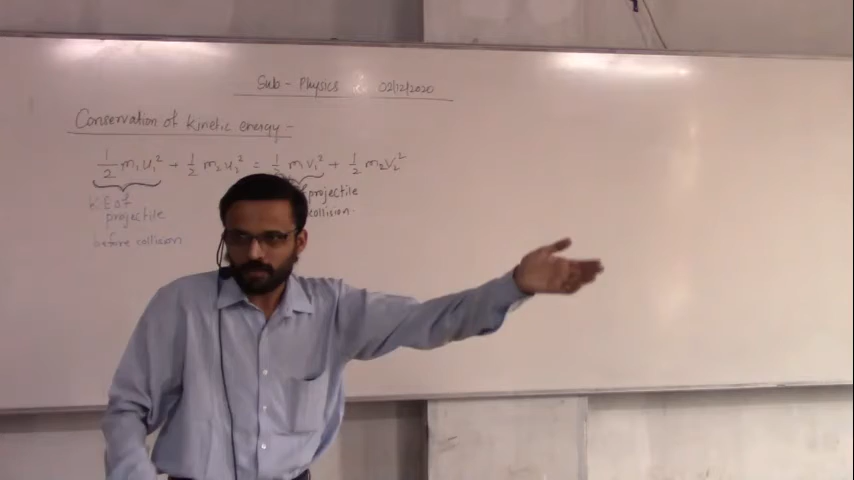 Sub - Physics 02/12/2020
Conservation of kinetic energy -
1/2 m₁u₁² + 1/2 m₂u₂² = 1/2 m₁v₁² + 1/2 m₂v₂²
K.E of projectile
projectile collision.
before collision